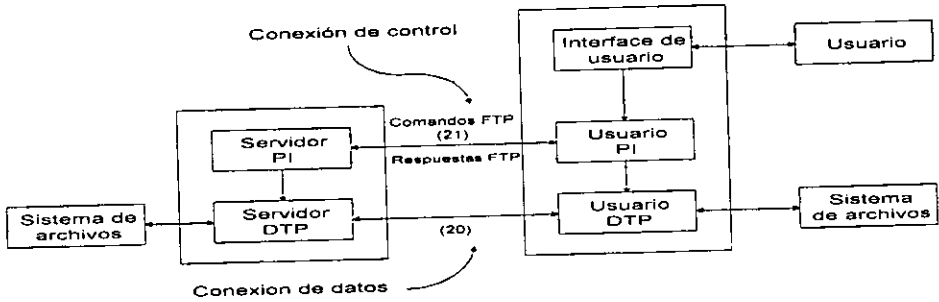 Conexión de control
Interface de
usuario
Usuario
Comandos FTP
(21)
Respuestas FTP
Servidor
PI
Usuario
PI
Sistema de
archivos
Servidor
DTP
(20)
Usuario
DTP
Sistema
de archivos
Conexion de datos